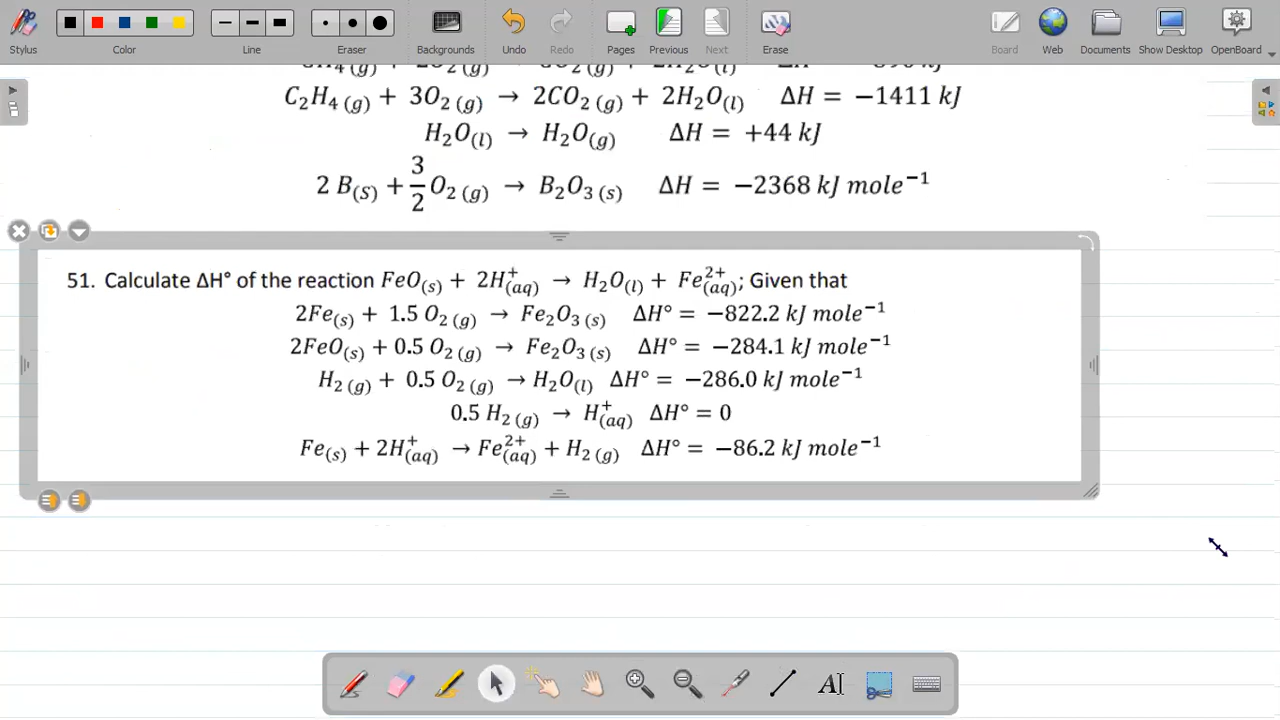 Stylus Color Line Eraser Backgrounds Undo Redo Pages Previous Next Erase Board Web Documents Show Desktop OpenBoard
C₂H₄ (g) + 3O₂ (g) → 2CO₂ (g) + 2H₂O(l) ΔH = −1411 kJ
H₂O(l) → H₂O(g) ΔH = +44 kJ
2 B(S) + 3/2 O₂ (g) → B₂O₃ (s) ΔH = −2368 kJ mole⁻¹
51. Calculate ΔH° of the reaction FeO(s) + 2H⁺(aq) → H₂O(l) + Fe²⁺(aq); Given that
2Fe(s) + 1.5 O₂ (g) → Fe₂O₃ (s) ΔH° = −822.2 kJ mole⁻¹
2FeO(s) + 0.5 O₂ (g) → Fe₂O₃ (s) ΔH° = −284.1 kJ mole⁻¹
H₂ (g) + 0.5 O₂ (g) → H₂O(l) ΔH° = −286.0 kJ mole⁻¹
0.5 H₂ (g) → H⁺(aq) ΔH° = 0
Fe(s) + 2H⁺(aq) → Fe²⁺(aq) + H₂ (g) ΔH° = −86.2 kJ mole⁻¹
AI